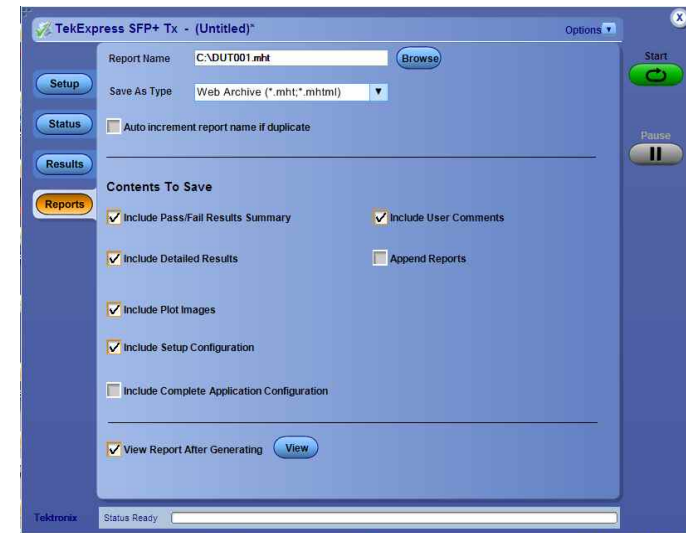 TekExpress SFP+ Tx - (Untitled)*
Options
x
Report Name C:\DUT001.mht Browse
Start
Setup
Save As Type Web Archive (*.mht;*.mhtml)
Status
Auto increment report name if duplicate
Pause
Results
Contents To Save
Reports
Include Pass/Fail Results Summary
Include User Comments
Include Detailed Results
Append Reports
Include Plot Images
Include Setup Configuration
Include Complete Application Configuration
View Report After Generating View
Tektronix
Status Ready